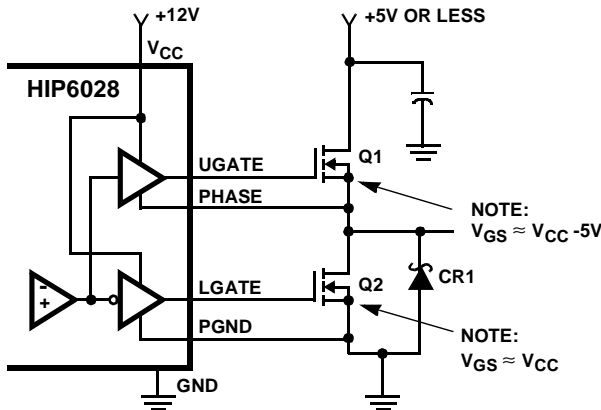 +12V
+5V OR LESS
VCC
HIP6028
UGATE
Q1
PHASE
NOTE:
VGS ≈ VCC -5V
- +
LGATE
Q2
CR1
PGND
NOTE:
VGS ≈ VCC
GND